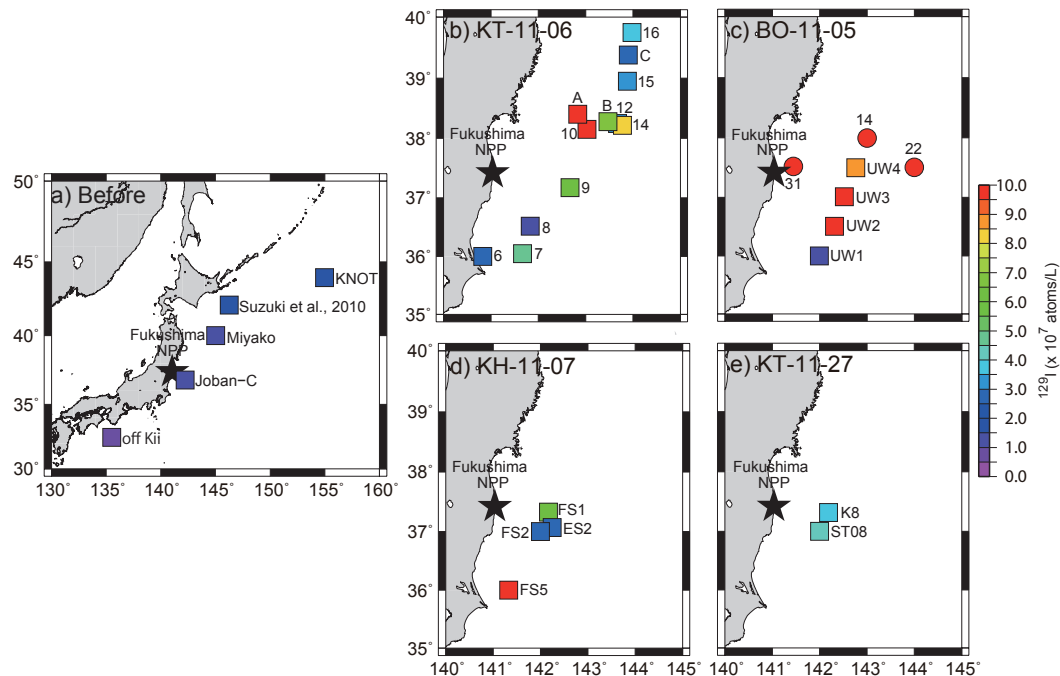 a) Before
50°
45°
40°
35°
30°
130 135° 140° 145° 150° 155° 160°
KNOT
Suzuki et al., 2010
Miyako
Fukushima
NPP
Joban−C
off Kii
b) KT-11-06
40°
39°
38°
37°
36°
35°
16
C
15
A
B
12
10
14
Fukushima
NPP
9
8
6
7
c) BO-11-05
14
22
Fukushima
NPP
31
UW4
UW3
UW2
UW1
d) KH-11-07
40°
39°
38°
37°
36°
35°
140° 141° 142° 143° 144° 145°
Fukushima
NPP
FS1
FS2
ES2
FS5
e) KT-11-27
140° 141° 142° 143° 144° 145°
Fukushima
NPP
K8
ST08
10.0
9.0
8.0
7.0
6.0
5.0
4.0
3.0
2.0
1.0
0.0
¹²⁹I (x 10⁷ atoms/L)